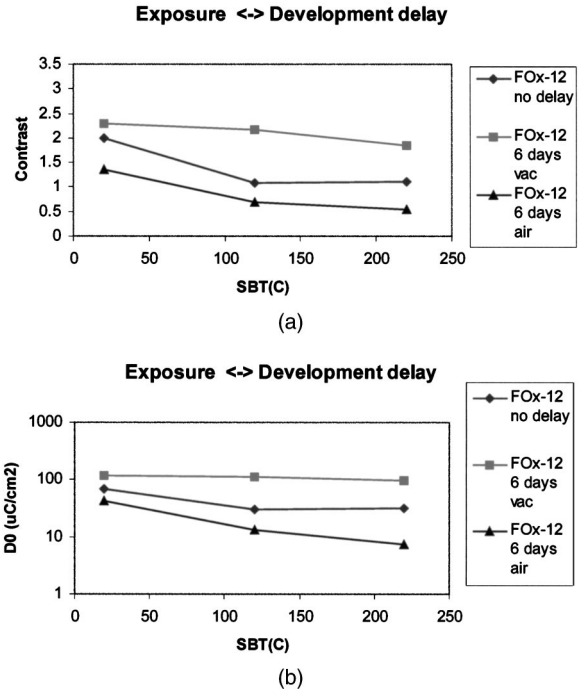 Exposure <-> Development delay
3.5
3
2.5
2
1.5
1
0.5
0
Contrast
0 50 100 150 200 250
SBT(C)
FOx-12
no delay
FOx-12
6 days
vac
FOx-12
6 days
air
(a)
Exposure <-> Development delay
1000
100
10
1
D0 (uC/cm2)
0 50 100 150 200 250
SBT(C)
FOx-12
no delay
FOx-12
6 days
vac
FOx-12
6 days
air
(b)